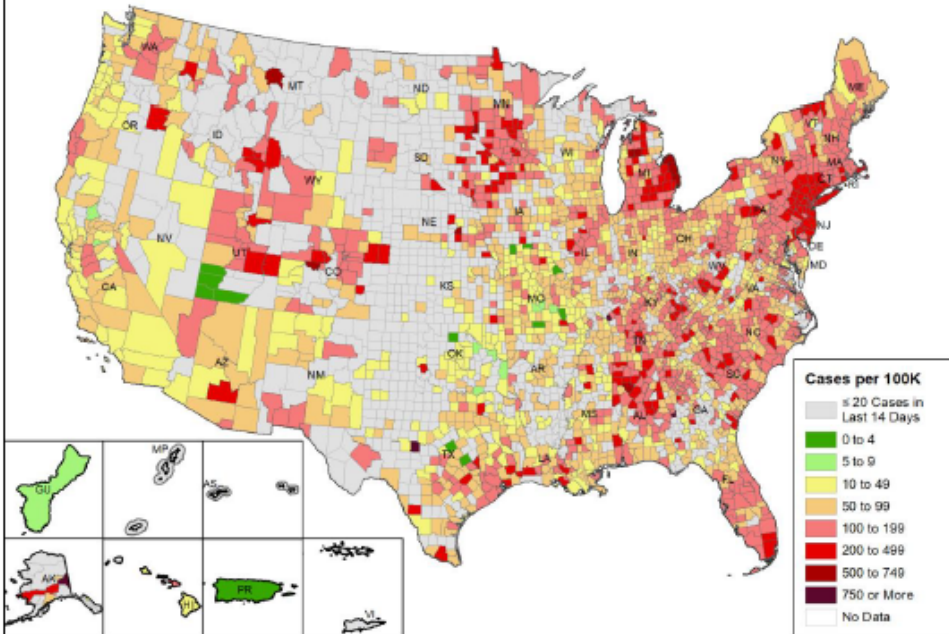 WA
MT
ND
MN
ME
OR
ID
SD
WI
VT
NH
NY
MA
WY
MI
CT
RI
IA
PA
NE
NJ
NV
UT
IL
IN
OH
DE
CO
WV
MD
CA
KS
MO
KY
VA
TN
NC
AZ
OK
NM
AR
SC
MS
AL
GA
TX
LA
FL
Cases per 100K
≤ 20 Cases in
Last 14 Days
0 to 4
5 to 9
10 to 49
50 to 99
100 to 199
200 to 499
500 to 749
750 or More
No Data
MP
GU
AS
AK
HI
PR
VI